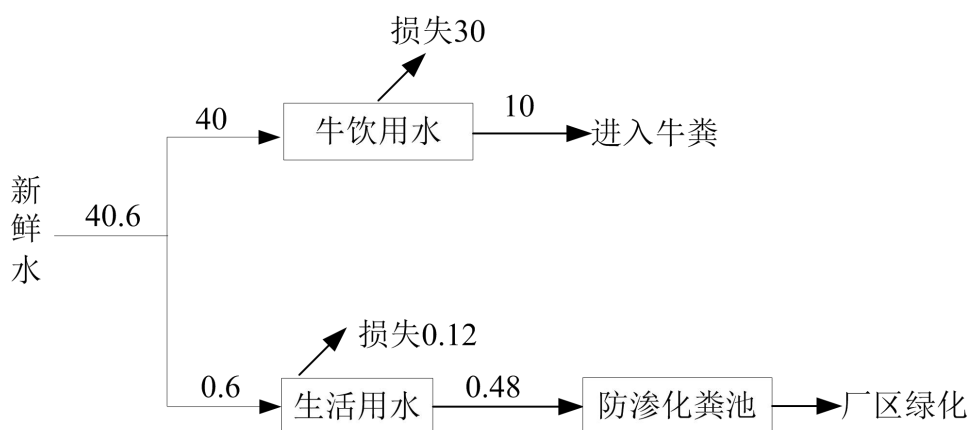 损失30
40
牛饮用水
10
进入牛粪
新鲜水
40.6
损失0.12
0.6
生活用水
0.48
防渗化粪池
厂区绿化